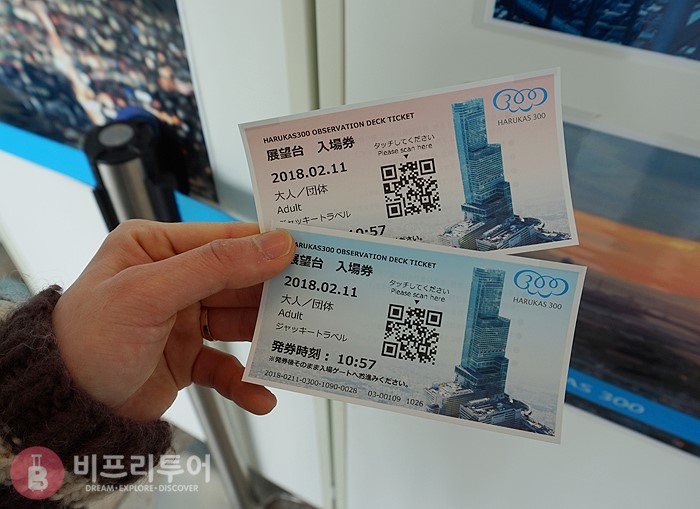 HARUKAS300 OBSERVATION DECK TICKET
展望台 入場券
2018.02.11
大人/団体
Adult
ジャッキートラベル
10:57
タッチしてください
Please scan here
HARUKAS 300
HARUKAS300 OBSERVATION DECK TICKET
展望台 入場券
2018.02.11
大人/団体
Adult
ジャッキートラベル
発券時刻: 10:57
※発券後そのまま入場ゲートへお進みください。
2018-0211-0300-1090-0028 03-00109 1026
タッチしてください
Please scan here
HARUKAS 300
KAS 300
비프리투어
DREAM · EXPLORE · DISCOVER